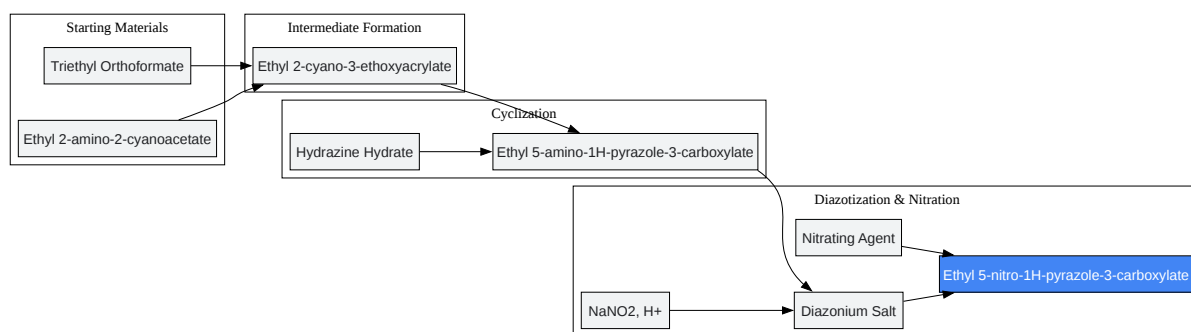 Starting Materials
Triethyl Orthoformate
Ethyl 2-amino-2-cyanoacetate
Intermediate Formation
Ethyl 2-cyano-3-ethoxyacrylate
Cyclization
Hydrazine Hydrate
Ethyl 5-amino-1H-pyrazole-3-carboxylate
Diazotization & Nitration
Nitrating Agent
Ethyl 5-nitro-1H-pyrazole-3-carboxylate
NaNO2, H+
Diazonium Salt